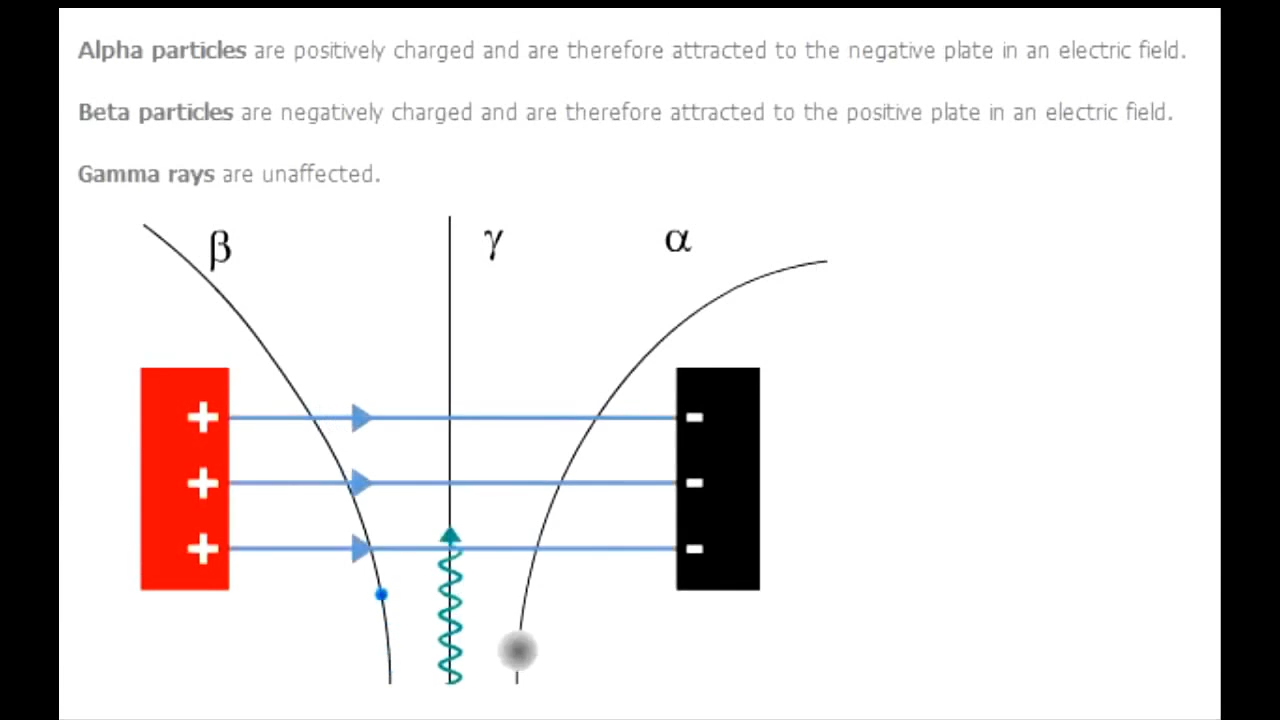 Alpha particles are positively charged and are therefore attracted to the negative plate in an electric field.
Beta particles are negatively charged and are therefore attracted to the positive plate in an electric field.
Gamma rays are unaffected.
β γ α
+ -
+ -
+ -